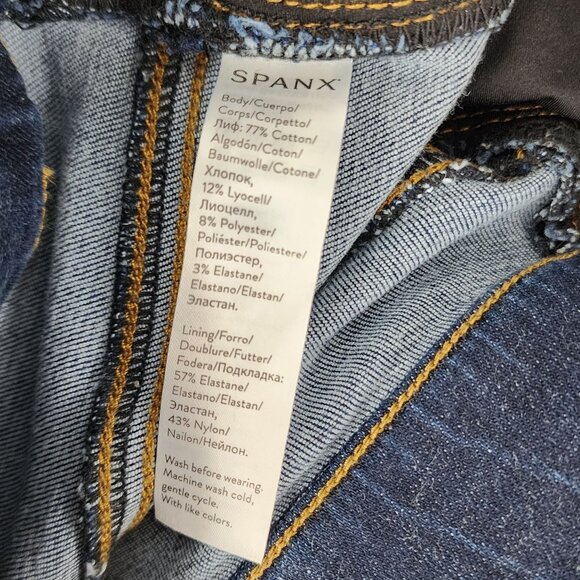 SPANX
Body/Cuerpo/
Corps/Corpetto/
Лиф: 77% Cotton/
Algodón/Coton/
Baumwolle/Cotone/
Хлопок,
12% Lyocell/
Лиоцелл,
8% Polyester/
Poliéster/Poliestere/
Полиэстер,
3% Elastane/
Elastano/Elastan/
Эластан.
Lining/Forro/
Doublure/Futter/
Fodera/Подкладка:
57% Elastane/
Elastano/Elastan/
Эластан,
43% Nylon/
Nailon/Нейлон.
Wash before wearing.
Machine wash cold,
gentle cycle.
With like colors.